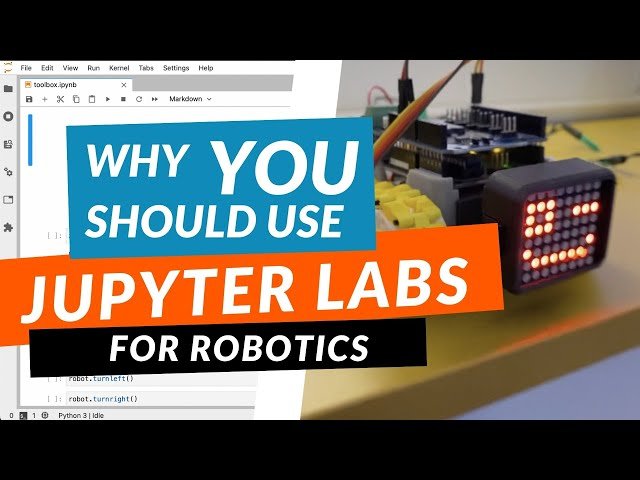 File Edit View Run Kernel Tabs Settings Help
toolbox.ipynb
Markdown
WHY YOU
SHOULD USE
JUPYTER LABS
FOR ROBOTICS
[ ]:
[ ]: robot.turnleft()
[ ]: robot.turnright()
0 1 Python 3 | Idle